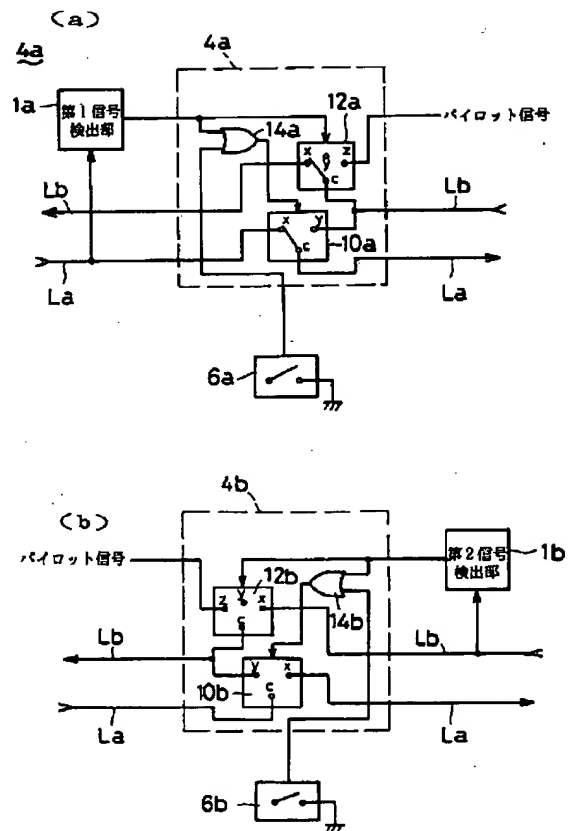 (a)
4a
4a
1a
第1信号
検出部
14a
12a
パイロット信号
x
y
z
c
Lb
Lb
x
y
c
10a
La
La
6a
(b)
4b
パイロット信号
12b
z
y
x
c
14b
第2信号
検出部
1b
Lb
Lb
10b
y
x
c
La
La
6b